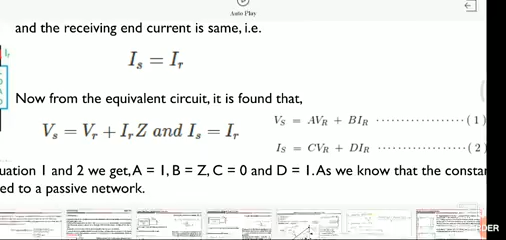 Auto Play
and the receiving end current is same, i.e.
I_s = I_r
Now from the equivalent circuit, it is found that,
V_s = V_r + I_r Z and I_s = I_r
V_S = AV_R + BI_R ·················· (1)
I_S = CV_R + DI_R ·················· (2)
uation 1 and 2 we get, A = 1, B = Z, C = 0 and D = 1. As we know that the constan
ed to a passive network.